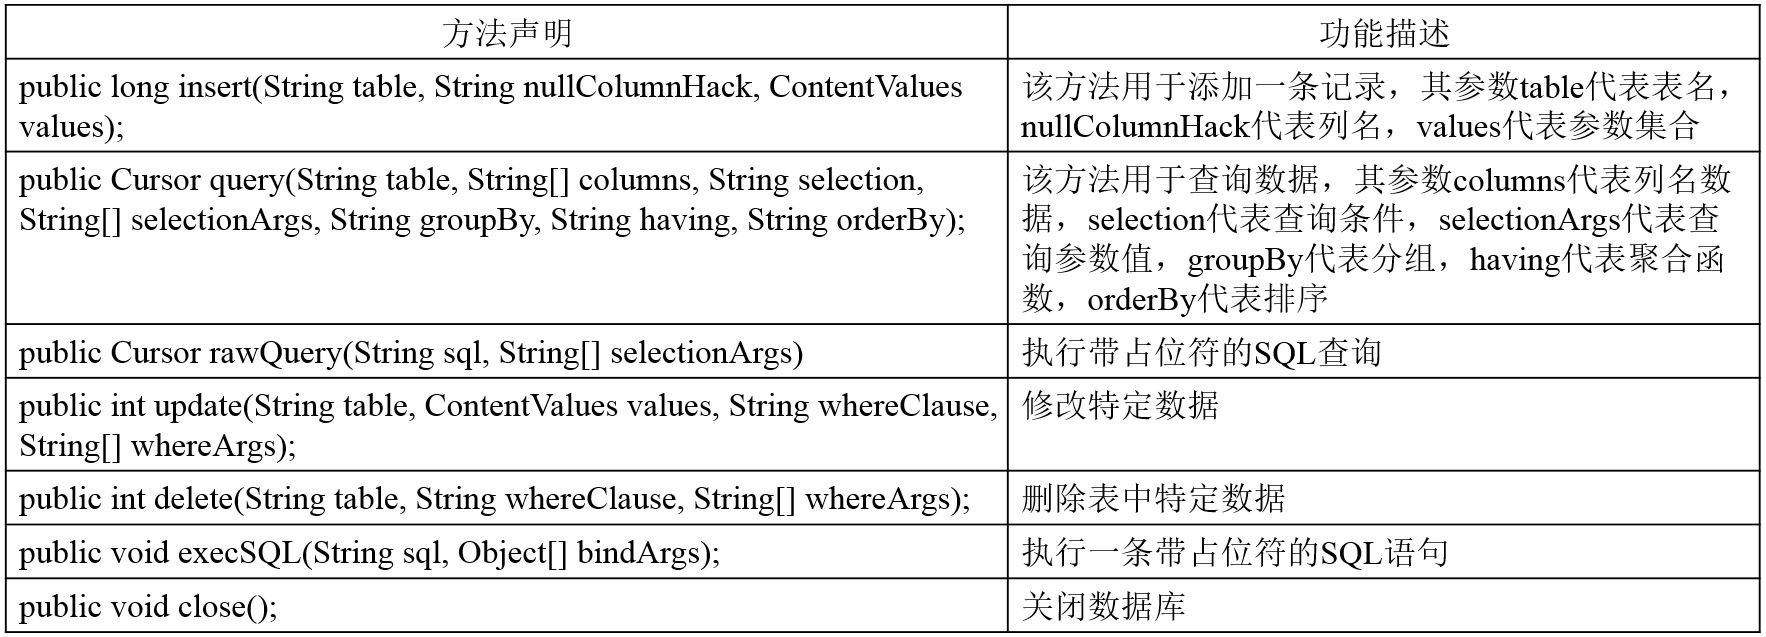 方法声明
功能描述
public long insert(String table, String nullColumnHack, ContentValues
values);
该方法用于添加一条记录，其参数table代表表名，
nullColumnHack代表列名，values代表参数集合
public Cursor query(String table, String[] columns, String selection,
String[] selectionArgs, String groupBy, String having, String orderBy);
该方法用于查询数据，其参数columns代表列名数
据，selection代表查询条件，selectionArgs代表查
询参数值，groupBy代表分组，having代表聚合函
数，orderBy代表排序
public Cursor rawQuery(String sql, String[] selectionArgs)
执行带占位符的SQL查询
public int update(String table, ContentValues values, String whereClause,
String[] whereArgs);
修改特定数据
public int delete(String table, String whereClause, String[] whereArgs);
删除表中特定数据
public void execSQL(String sql, Object[] bindArgs);
执行一条带占位符的SQL语句
public void close();
关闭数据库